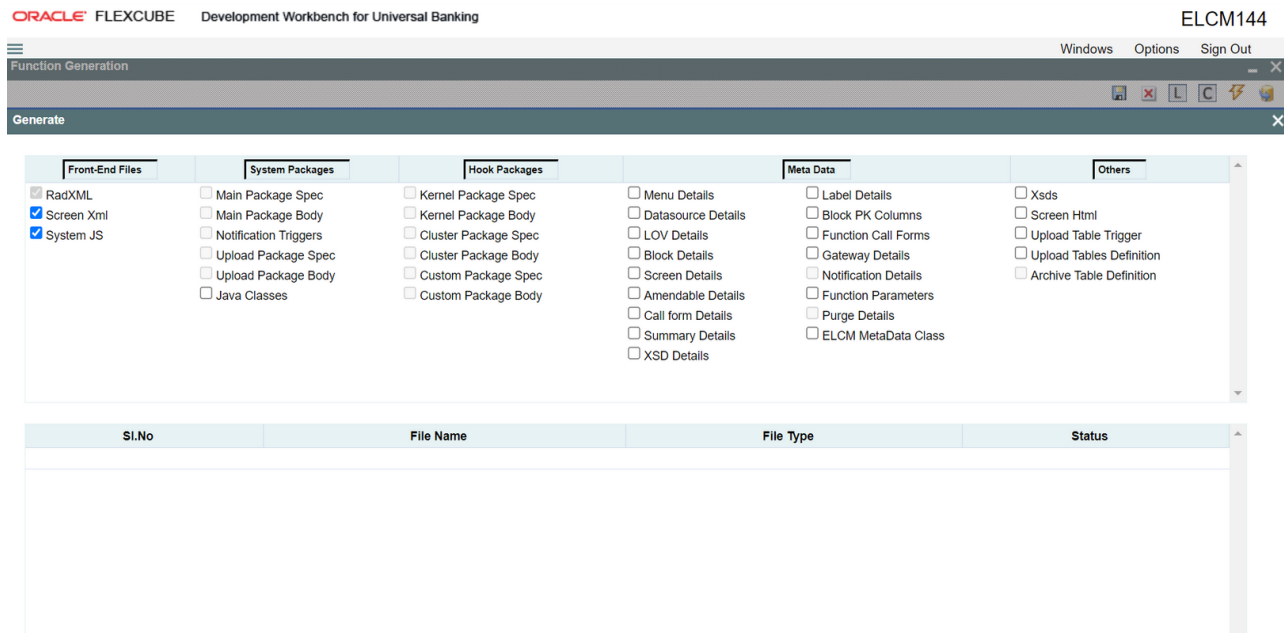 ORACLE FLEXCUBE Development Workbench for Universal Banking ELCM144
Windows Options Sign Out
Function Generation
L C
Generate
Front-End Files System Packages Hook Packages Meta Data Others
RadXML Main Package Spec Kernel Package Spec Menu Details Label Details Xsds
Screen Xml Main Package Body Kernel Package Body Datasource Details Block PK Columns Screen Html
System JS Notification Triggers Cluster Package Spec LOV Details Function Call Forms Upload Table Trigger
Upload Package Spec Cluster Package Body Block Details Gateway Details Upload Tables Definition
Upload Package Body Custom Package Spec Screen Details Notification Details Archive Table Definition
Java Classes Custom Package Body Amendable Details Function Parameters
Call form Details Purge Details
Summary Details ELCM MetaData Class
XSD Details
SI.No File Name File Type Status